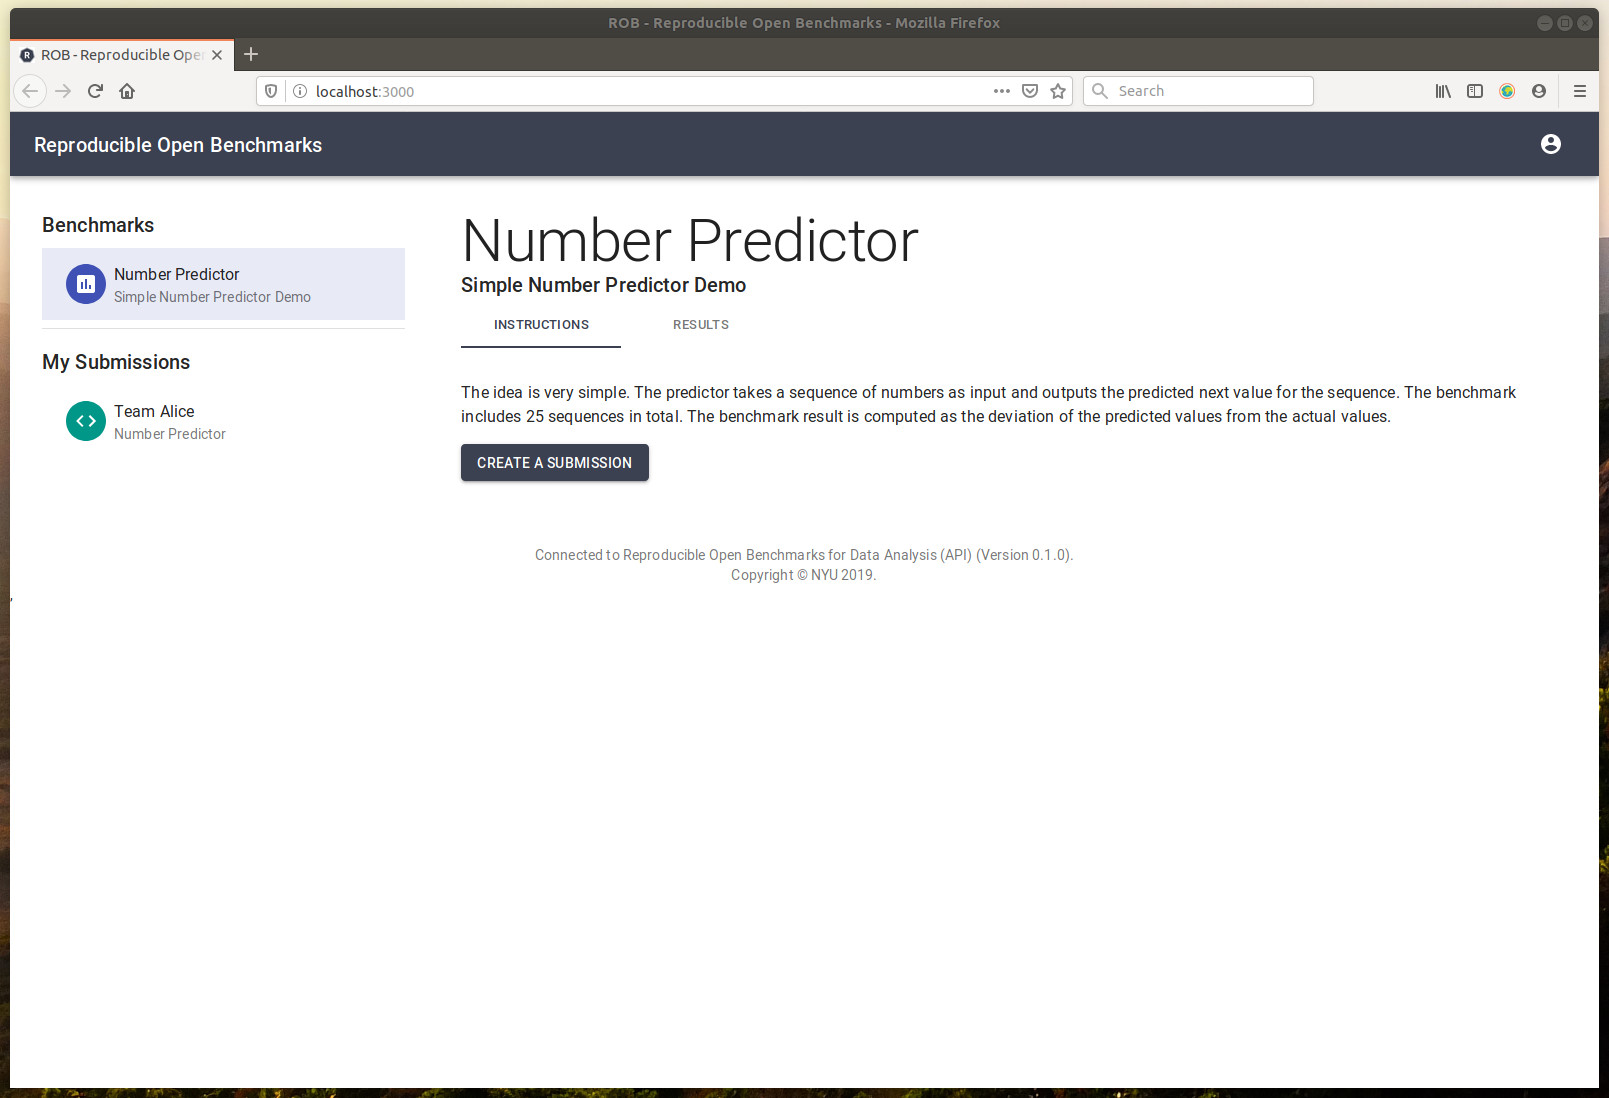 ROB - Reproducible Open Benchmarks - Mozilla Firefox
ROB - Reproducible Ope
localhost:3000
Search
Reproducible Open Benchmarks
Benchmarks
Number Predictor
Simple Number Predictor Demo
My Submissions
Team Alice
Number Predictor
Number Predictor
Simple Number Predictor Demo
INSTRUCTIONS RESULTS
The idea is very simple. The predictor takes a sequence of numbers as input and outputs the predicted next value for the sequence. The benchmark
includes 25 sequences in total. The benchmark result is computed as the deviation of the predicted values from the actual values.
CREATE A SUBMISSION
Connected to Reproducible Open Benchmarks for Data Analysis (API) (Version 0.1.0).
Copyright © NYU 2019.
,